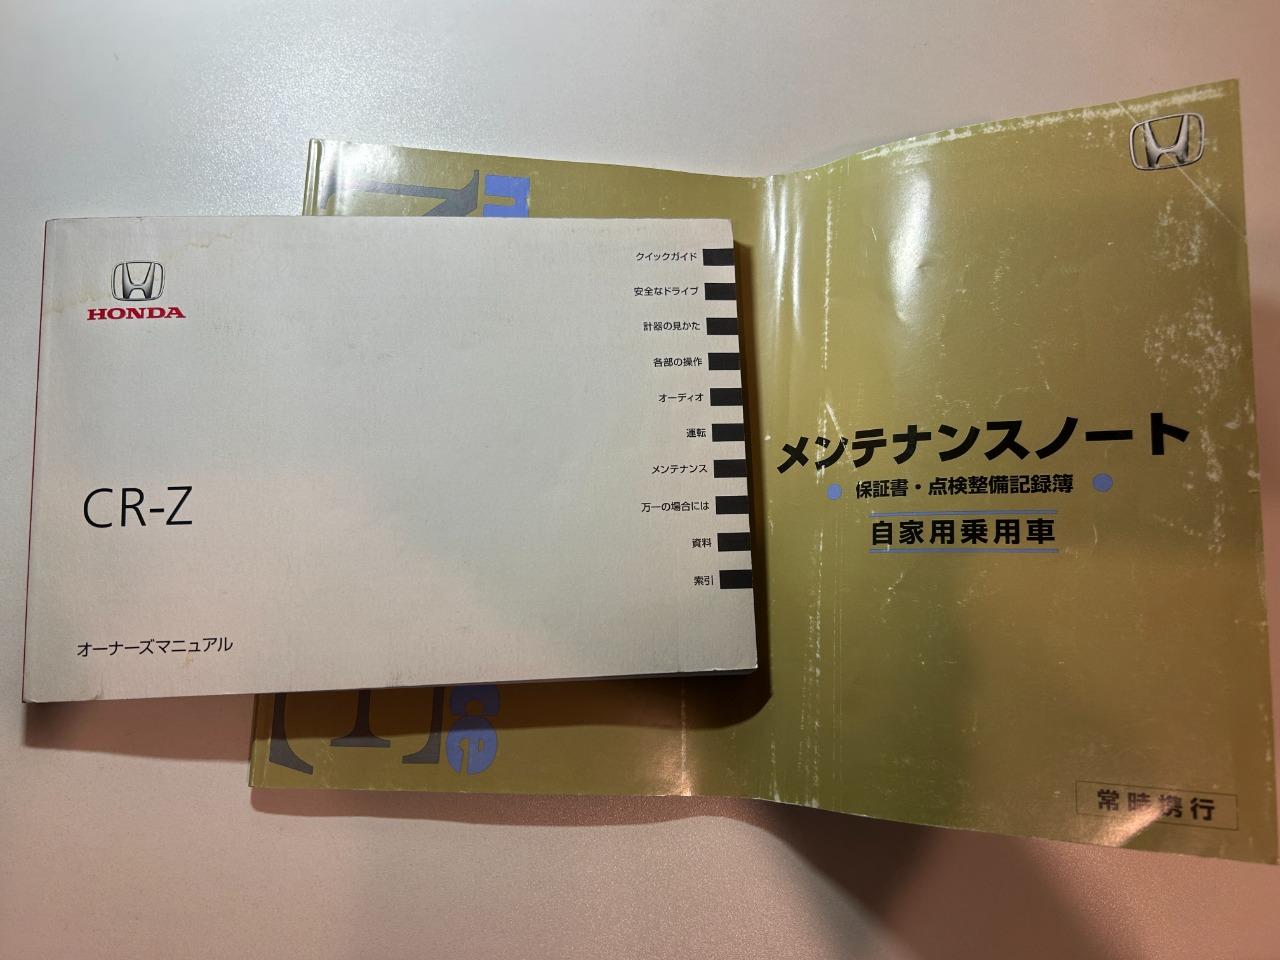 HONDA
CR-Z
オーナーズマニュアル
クイックガイド
安全なドライブ
計器の見かた
各部の操作
オーディオ
運転
メンテナンス
万一の場合には
資料
索引
メンテナンスノート
保証書・点検整備記録簿
自家用乗用車
常時携行